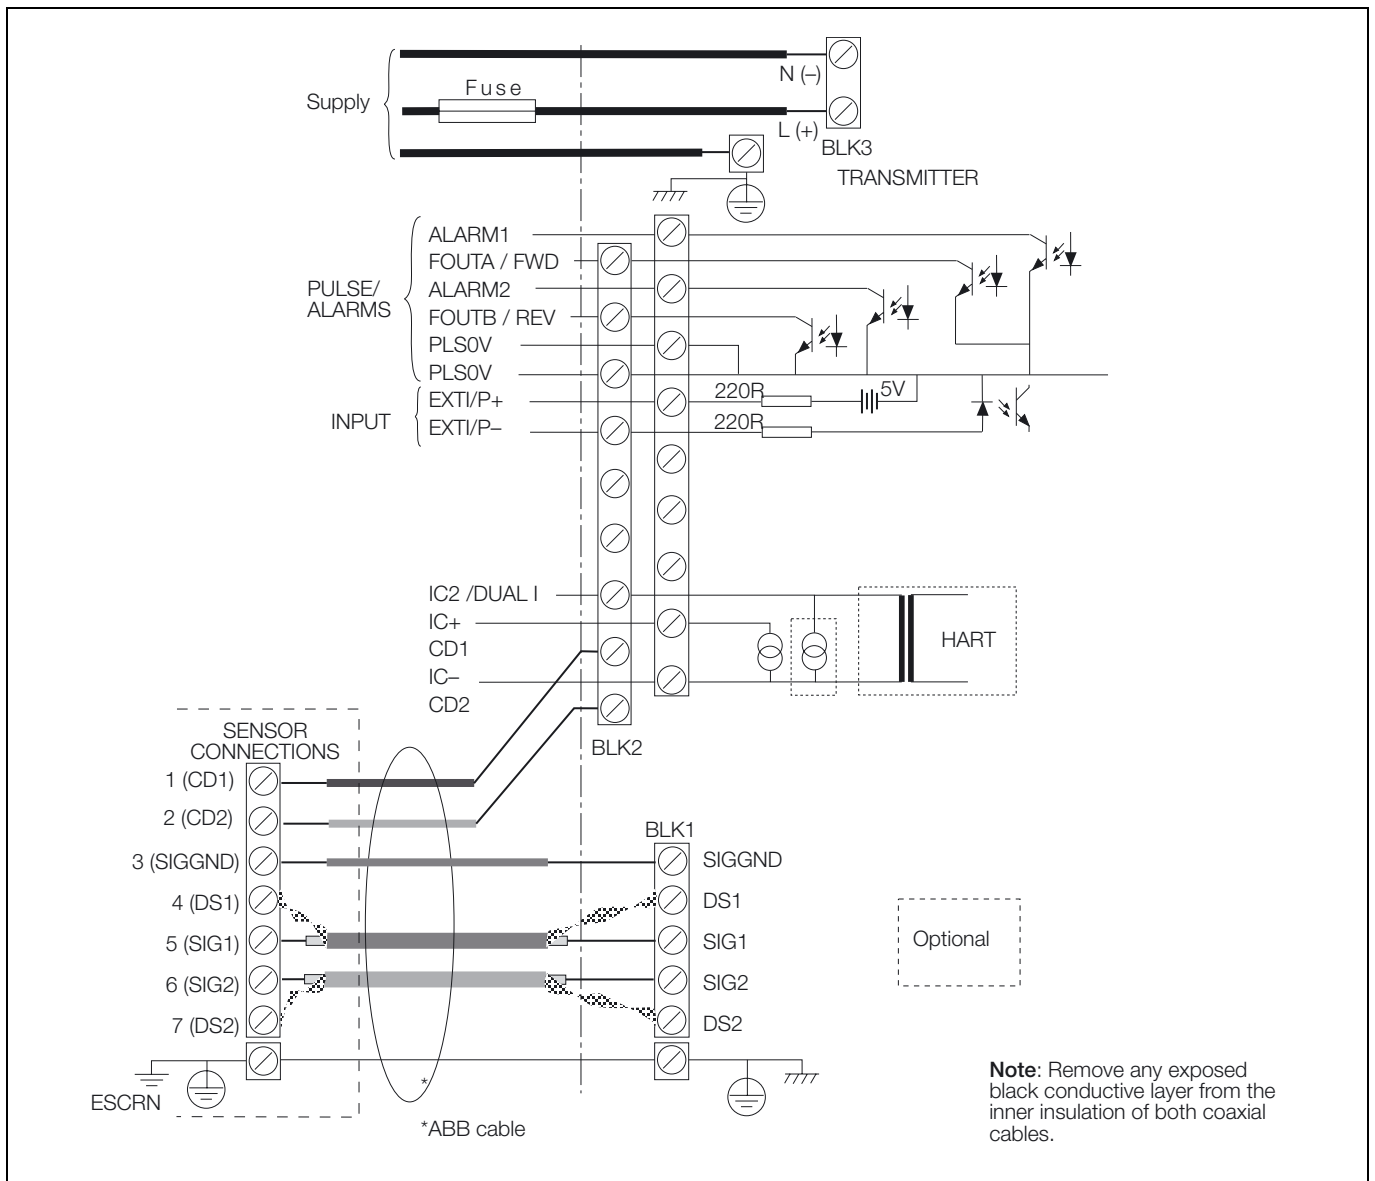 Supply
Fuse
N (–)
L (+)
BLK3
TRANSMITTER
PULSE/
ALARMS
ALARM1
FOUTA / FWD
ALARM2
FOUTB / REV
PLS0V
PLS0V
INPUT
EXTI/P+
EXTI/P–
220R
5V
220R
IC2 /DUAL I
IC+
CD1
IC–
CD2
HART
BLK2
SENSOR
CONNECTIONS
1 (CD1)
2 (CD2)
3 (SIGGND)
4 (DS1)
5 (SIG1)
6 (SIG2)
7 (DS2)
ESCRN
BLK1
SIGGND
DS1
SIG1
SIG2
DS2
Optional
*
*ABB cable
Note: Remove any exposed
black conductive layer from the
inner insulation of both coaxial
cables.